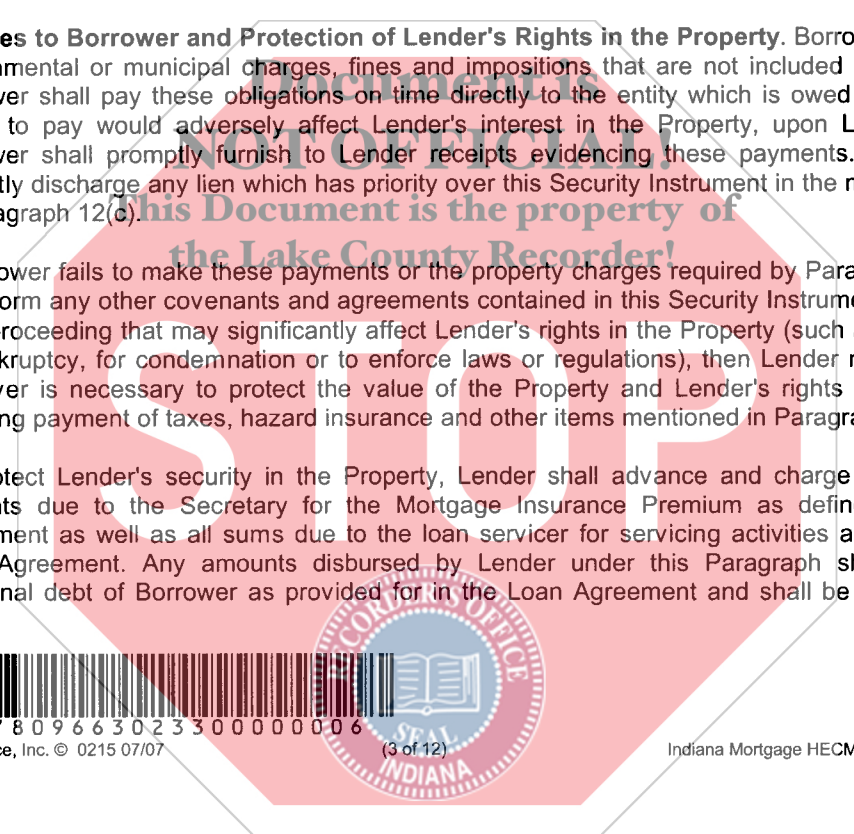 es to Borrower and Protection of Lender's Rights in the Property. Borro
mental or municipal charges, fines and impositions that are not included
ver shall pay these obligations on time directly to the entity which is owed
to pay would adversely affect Lender's interest in the Property, upon L
ver shall promptly furnish to Lender receipts evidencing these payments.
tly discharge any lien which has priority over this Security Instrument in the
agraph 12(c).
Document is
NOT OFFICIAL!
This Document is the property of
the Lake County Recorder!
ower fails to make these payments or the property charges required by Para
orm any other covenants and agreements contained in this Security Instrume
roceeding that may significantly affect Lender's rights in the Property (such
kruptcy, for condemnation or to enforce laws or regulations), then Lender
ver is necessary to protect the value of the Property and Lender's rights
ng payment of taxes, hazard insurance and other items mentioned in Paragra
STOP
otect Lender's security in the Property, Lender shall advance and charge
nts due to the Secretary for the Mortgage Insurance Premium as defin
ment as well as all sums due to the loan servicer for servicing activities a
Agreement. Any amounts disbursed by Lender under this Paragraph sh
nal debt of Borrower as provided for in the Loan Agreement and shall be
RECORDER'S OFFICE
SEAL
INDIANA
7809663023300000006
ce, Inc. © 0215 07/07
(3 of 12)
Indiana Mortgage HECM